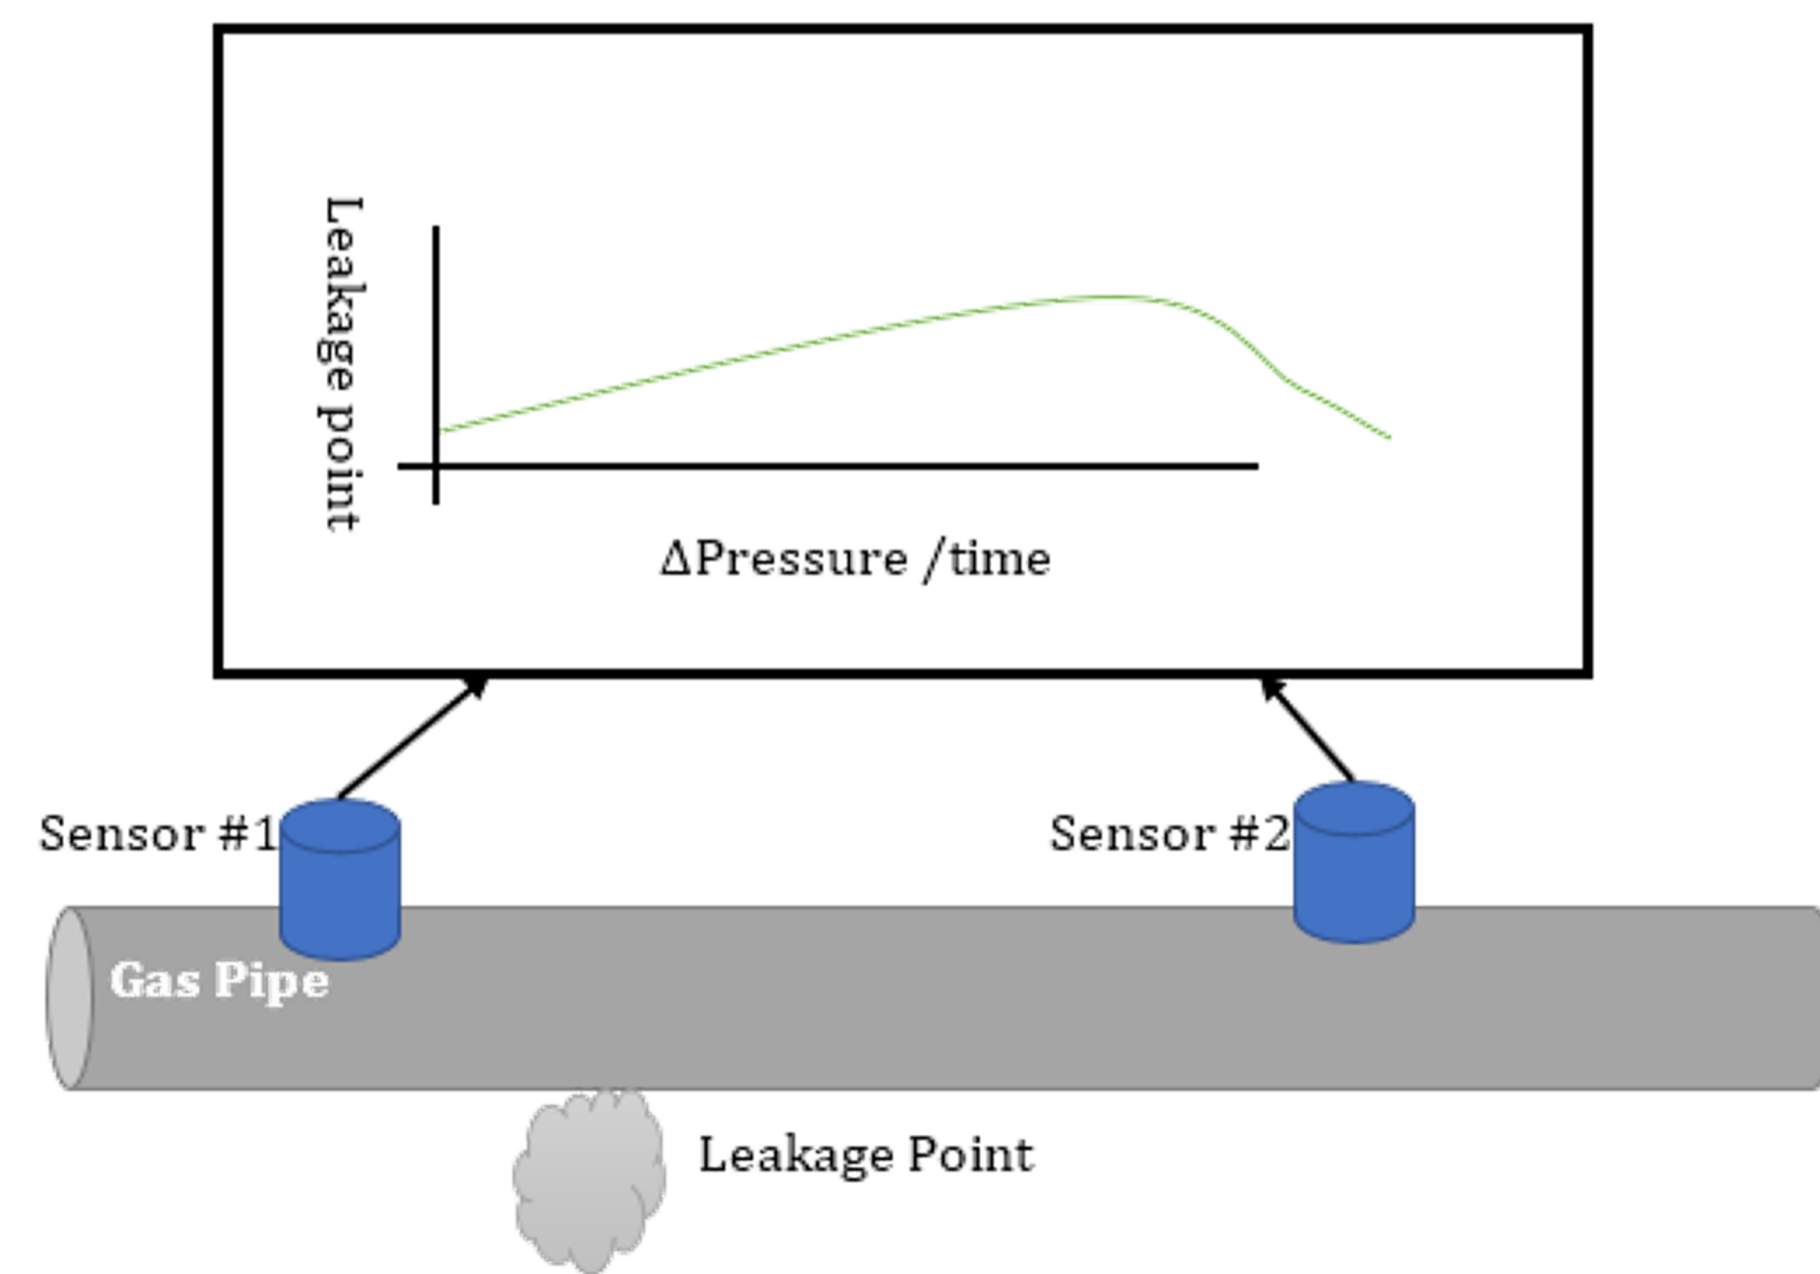 Leakage point
ΔPressure /time
Sensor #1
Sensor #2
Gas Pipe
Leakage Point